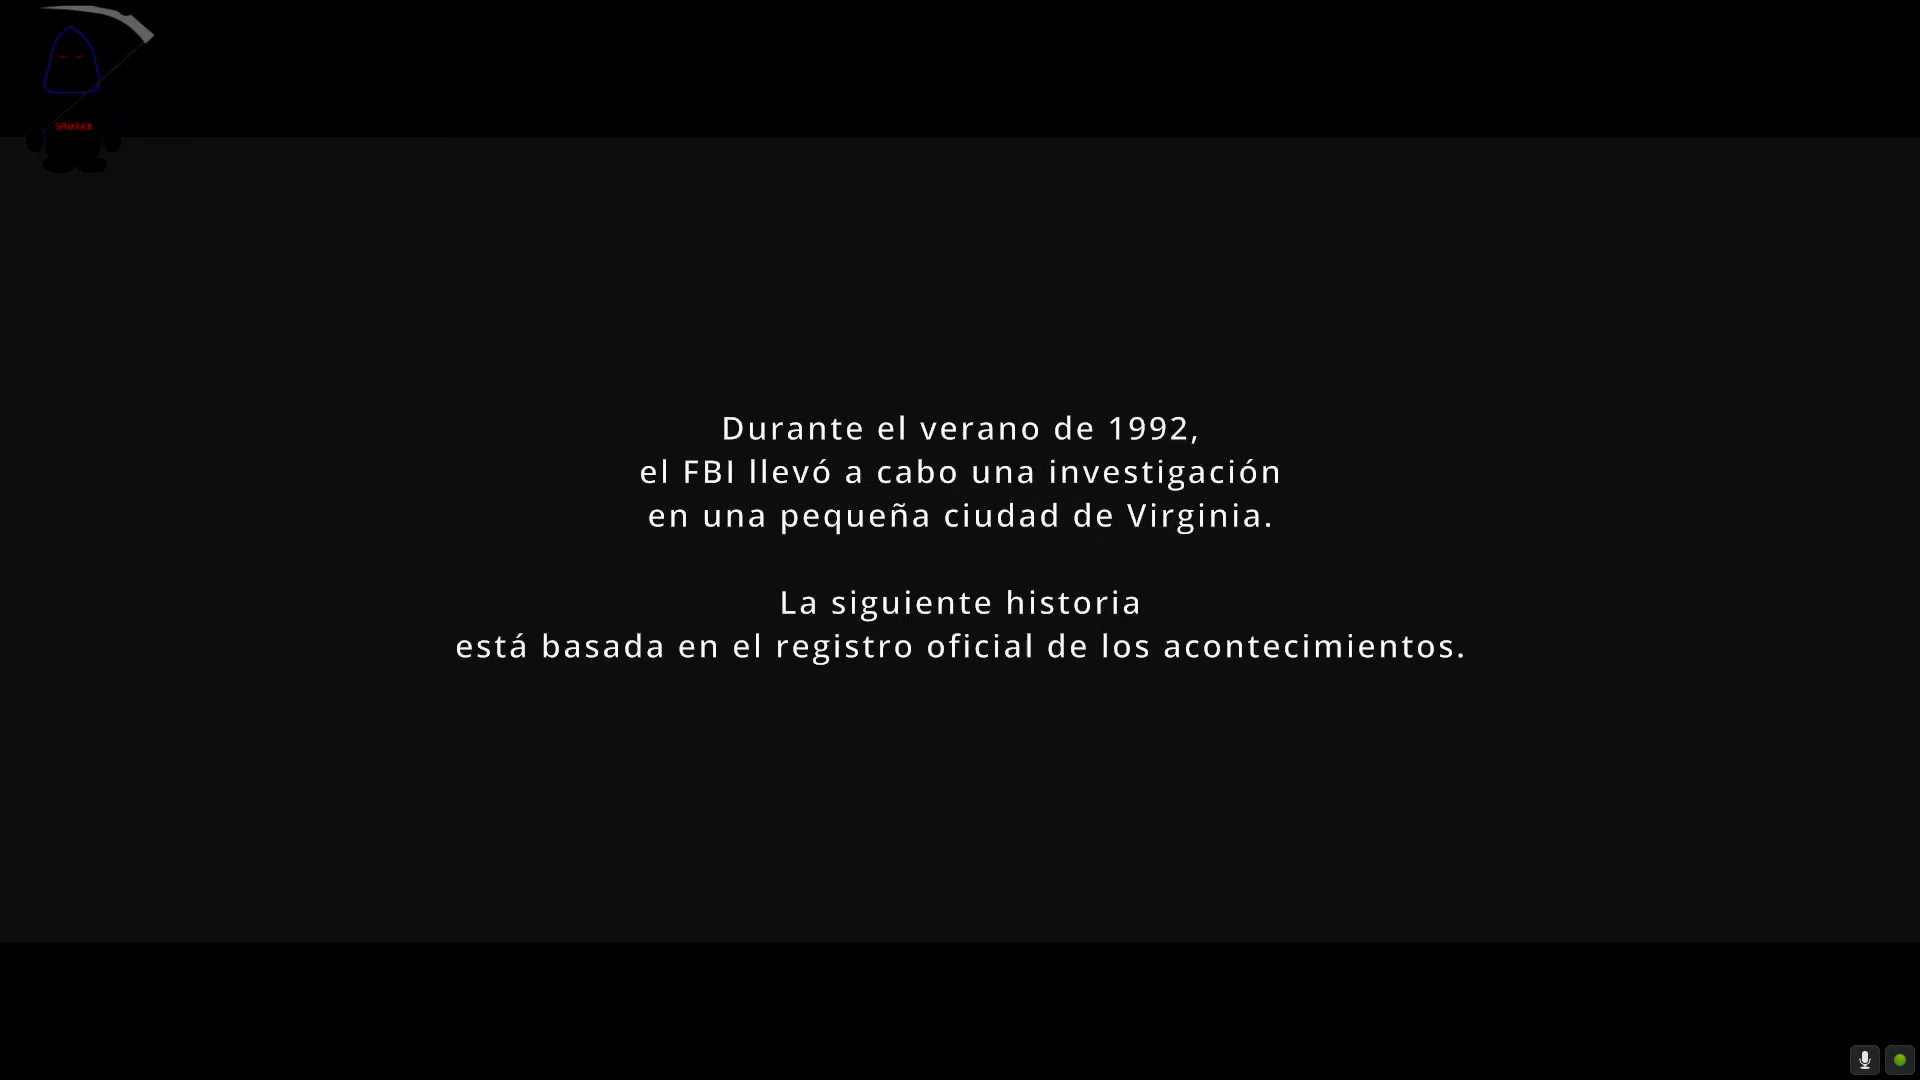 SPHARICK
Durante el verano de 1992,
el FBI llevó a cabo una investigación
en una pequeña ciudad de Virginia.
La siguiente historia
está basada en el registro oficial de los acontecimientos.